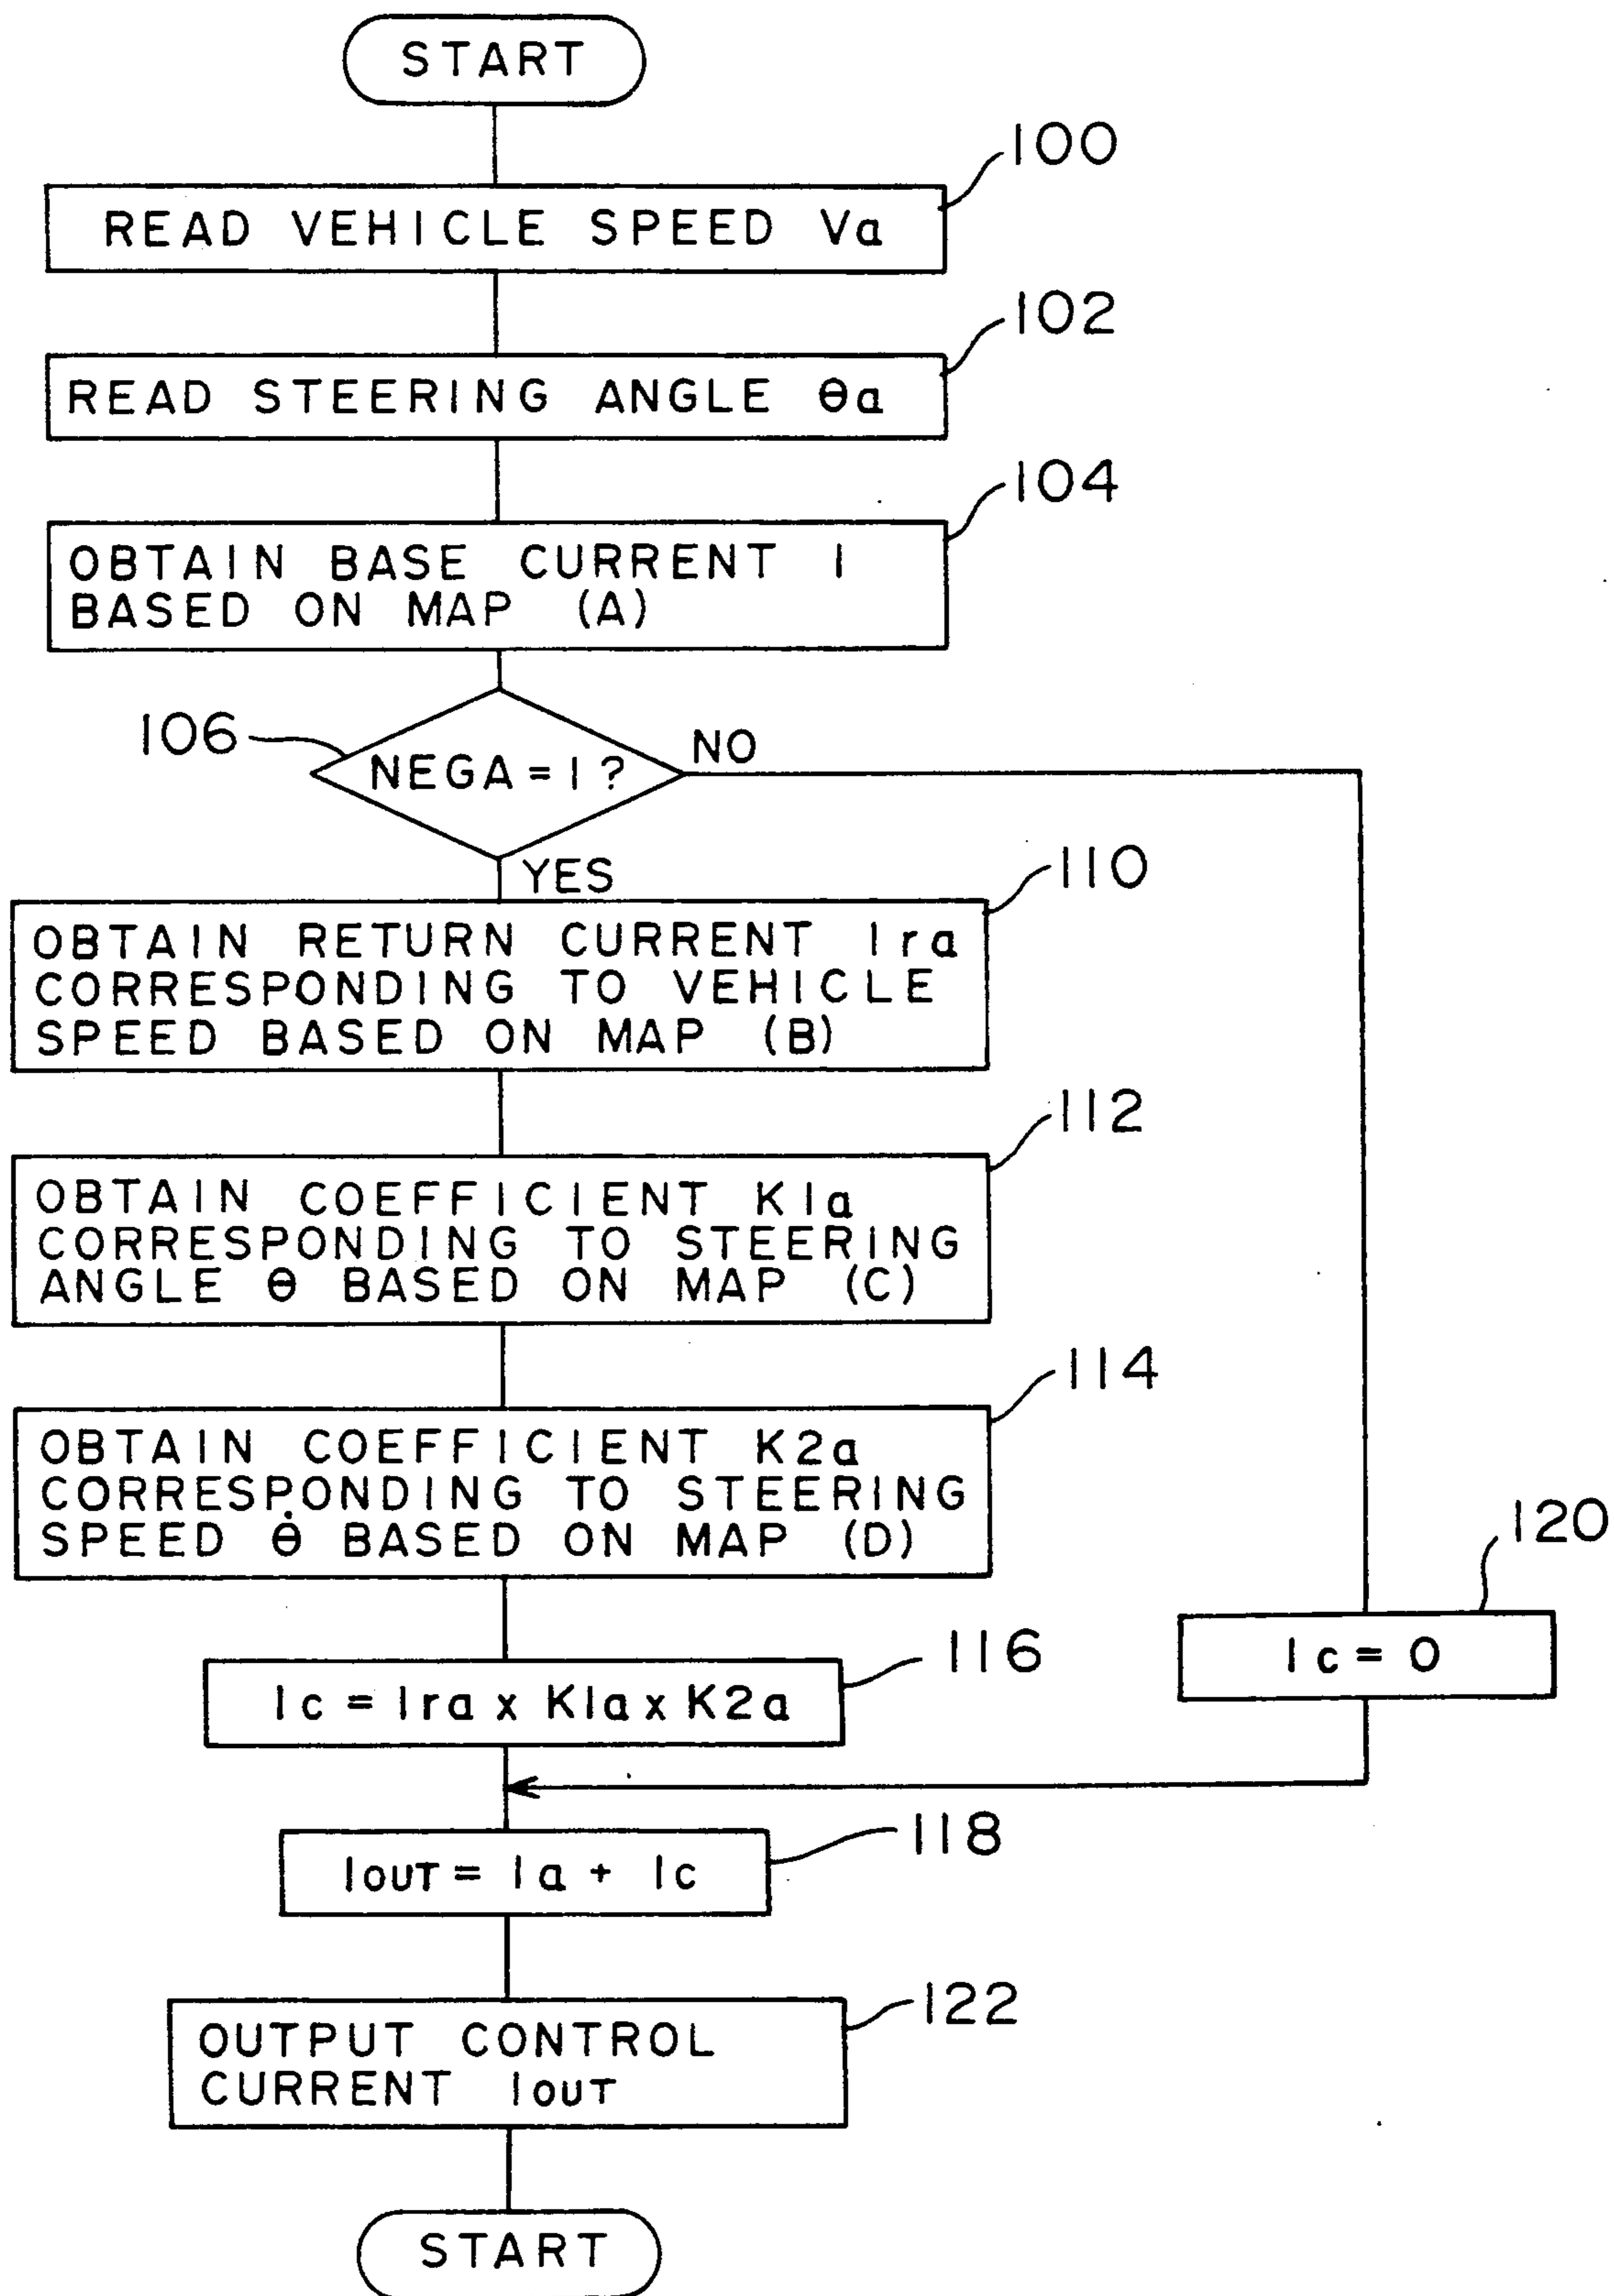 START
100
READ VEHICLE SPEED Va
102
READ STEERING ANGLE θa
104
OBTAIN BASE CURRENT I
BASED ON MAP (A)
106
NEGA = 1 ?
NO
YES
110
OBTAIN RETURN CURRENT Ira
CORRESPONDING TO VEHICLE
SPEED BASED ON MAP (B)
112
OBTAIN COEFFICIENT K1a
CORRESPONDING TO STEERING
ANGLE θ BASED ON MAP (C)
114
OBTAIN COEFFICIENT K2a
CORRESPONDING TO STEERING
SPEED θ̇ BASED ON MAP (D)
120
Ic = 0
116
Ic = Ira x K1a x K2a
118
IOUT = Ia + Ic
122
OUTPUT CONTROL
CURRENT IOUT
START